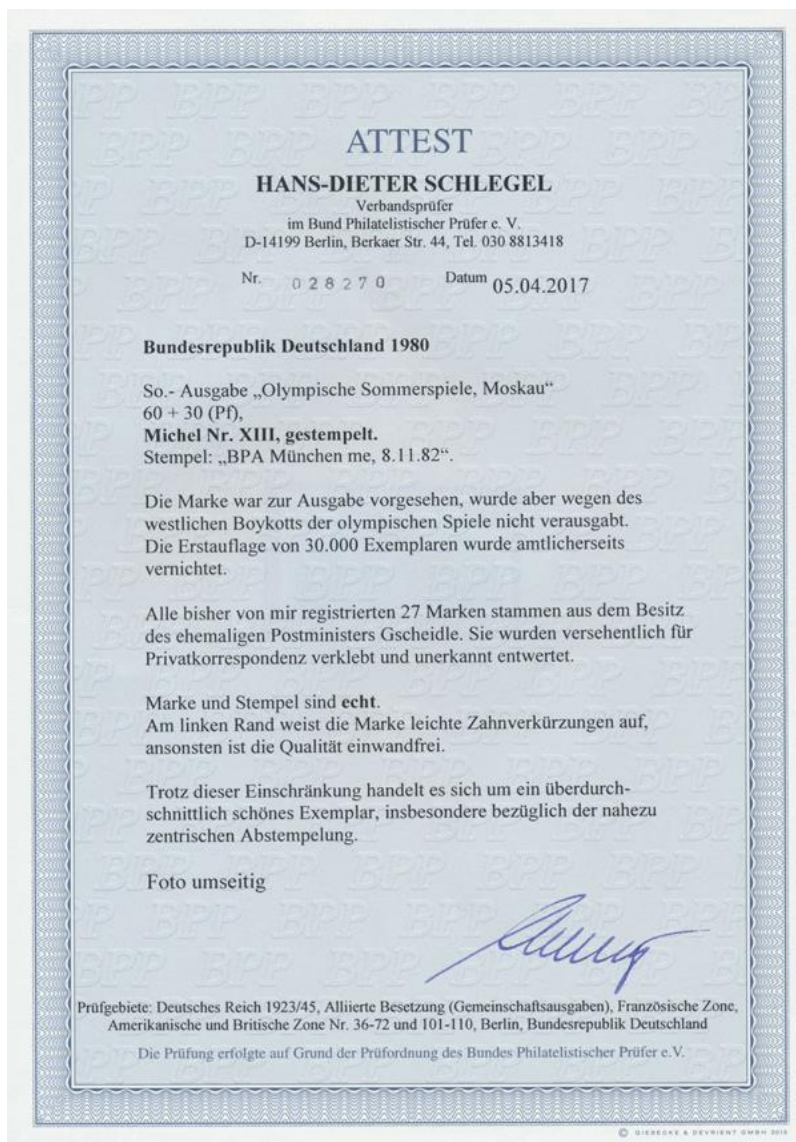 ATTEST
HANS-DIETER SCHLEGEL
Verbandsprüfer
im Bund Philatelistischer Prüfer e. V.
D-14199 Berlin, Berkaer Str. 44, Tel. 030 8813418
Nr. 028270 Datum 05.04.2017
Bundesrepublik Deutschland 1980
So.- Ausgabe „Olympische Sommerspiele, Moskau“
60 + 30 (Pf),
Michel Nr. XIII, gestempelt.
Stempel: „BPA München me, 8.11.82“.
Die Marke war zur Ausgabe vorgesehen, wurde aber wegen des
westlichen Boykotts der olympischen Spiele nicht verausgabt.
Die Erstauflage von 30.000 Exemplaren wurde amtlicherseits
vernichtet.
Alle bisher von mir registrierten 27 Marken stammen aus dem Besitz
des ehemaligen Postministers Gscheidle. Sie wurden versehentlich für
Privatkorrespondenz verklebt und unerkannt entwertet.
Marke und Stempel sind echt.
Am linken Rand weist die Marke leichte Zahnverkürzungen auf,
ansonsten ist die Qualität einwandfrei.
Trotz dieser Einschränkung handelt es sich um ein überdurch-
schnittlich schönes Exemplar, insbesondere bezüglich der nahezu
zentrischen Abstempelung.
Foto umseitig
Prüfgebiete: Deutsches Reich 1923/45, Alliierte Besetzung (Gemeinschaftsausgaben), Französische Zone,
Amerikanische und Britische Zone Nr. 36-72 und 101-110, Berlin, Bundesrepublik Deutschland
Die Prüfung erfolgte auf Grund der Prüfordnung des Bundes Philatelistischer Prüfer e.V.
© GIESECKE & DEVRIENT GMBH